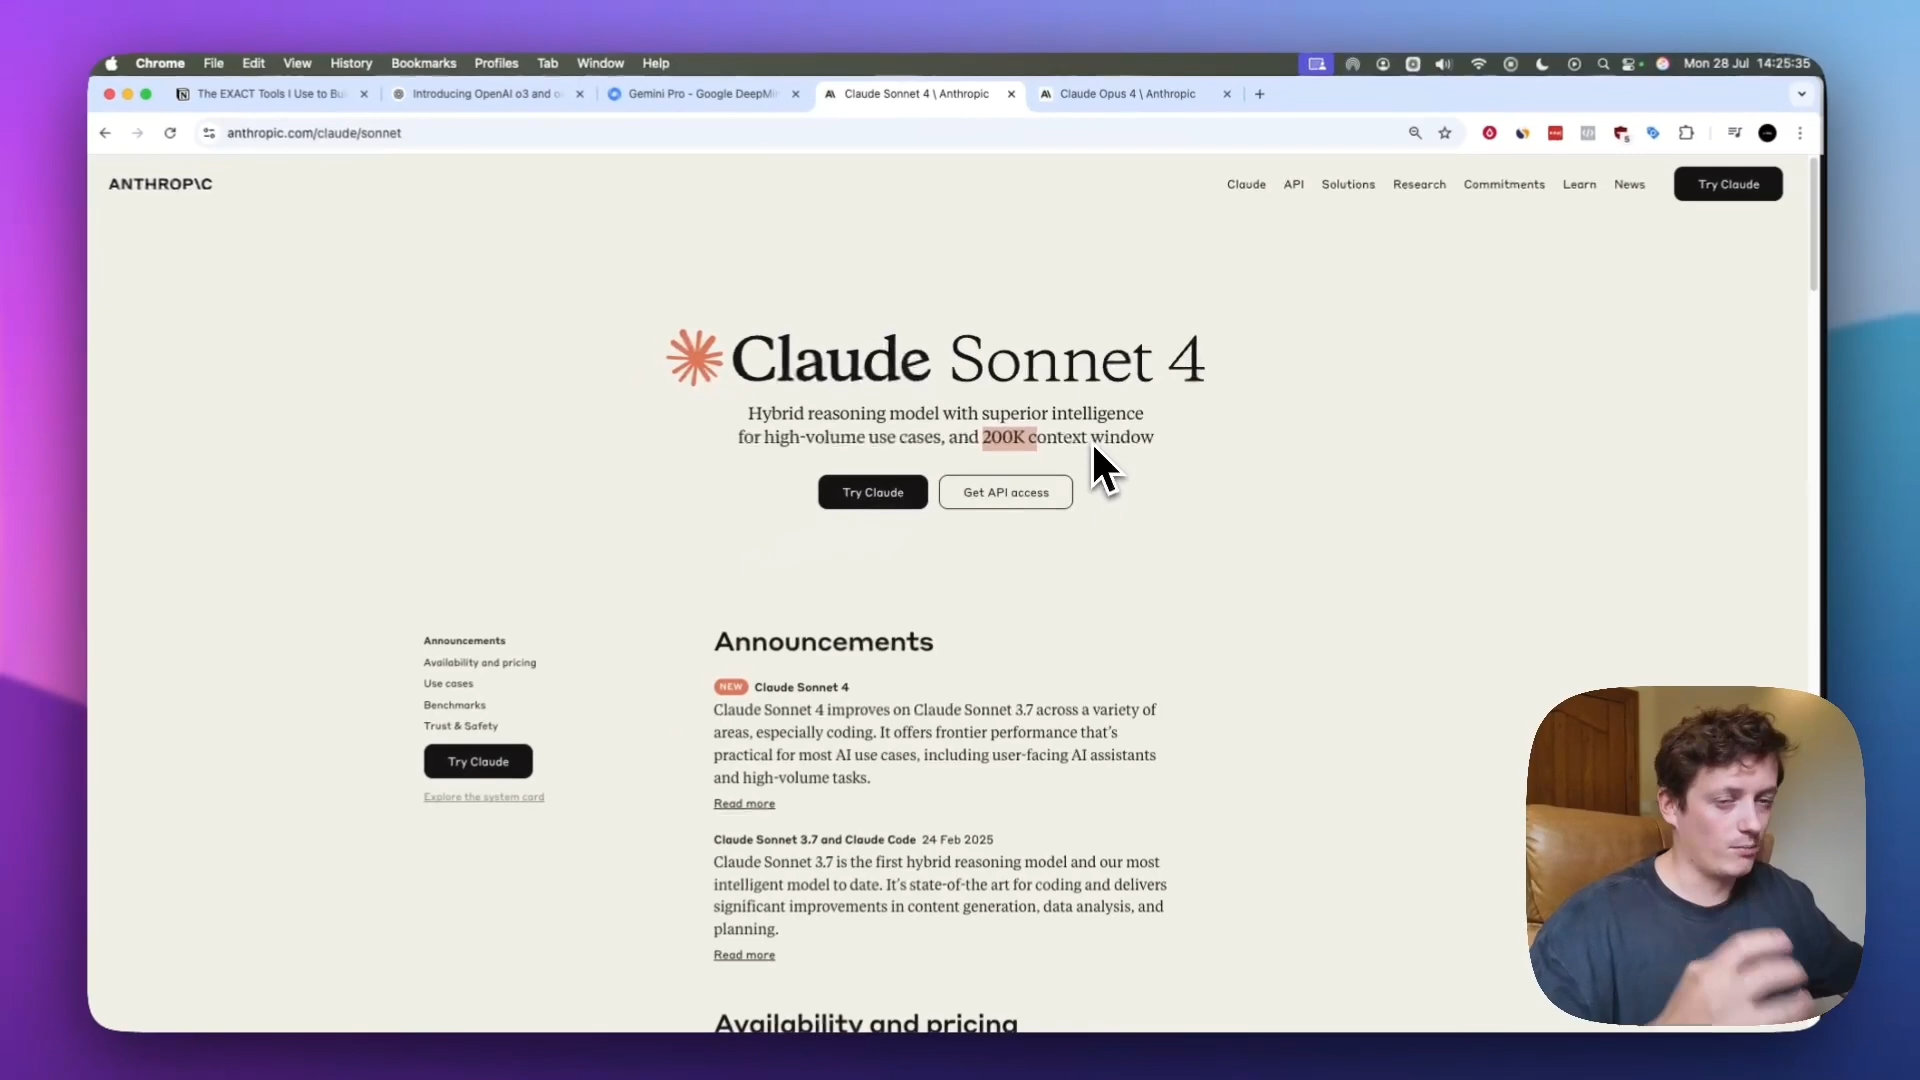 Chrome File Edit View History Bookmarks Profiles Tab Window Help Mon 28 Jul 14:25:35
The EXACT Tools I Use to Bu Introducing OpenAI o3 and Gemini Pro - Google DeepMi Claude Sonnet 4 \ Anthropic Claude Opus 4 \ Anthropic
anthropic.com/claude/sonnet
ANTHROP\C Claude API Solutions Research Commitments Learn News Try Claude
Claude Sonnet 4
Hybrid reasoning model with superior intelligence
for high-volume use cases, and 200K context window
Try Claude Get API access
Announcements
Availability and pricing
Use cases
Benchmarks
Trust & Safety
Try Claude
Explore the system card
Announcements
NEW Claude Sonnet 4
Claude Sonnet 4 improves on Claude Sonnet 3.7 across a variety of
areas, especially coding. It offers frontier performance that's
practical for most AI use cases, including user-facing AI assistants
and high-volume tasks.
Read more
Claude Sonnet 3.7 and Claude Code 24 Feb 2025
Claude Sonnet 3.7 is the first hybrid reasoning model and our most
intelligent model to date. It's state-of-the art for coding and delivers
significant improvements in content generation, data analysis, and
planning.
Read more
Availability and pricing